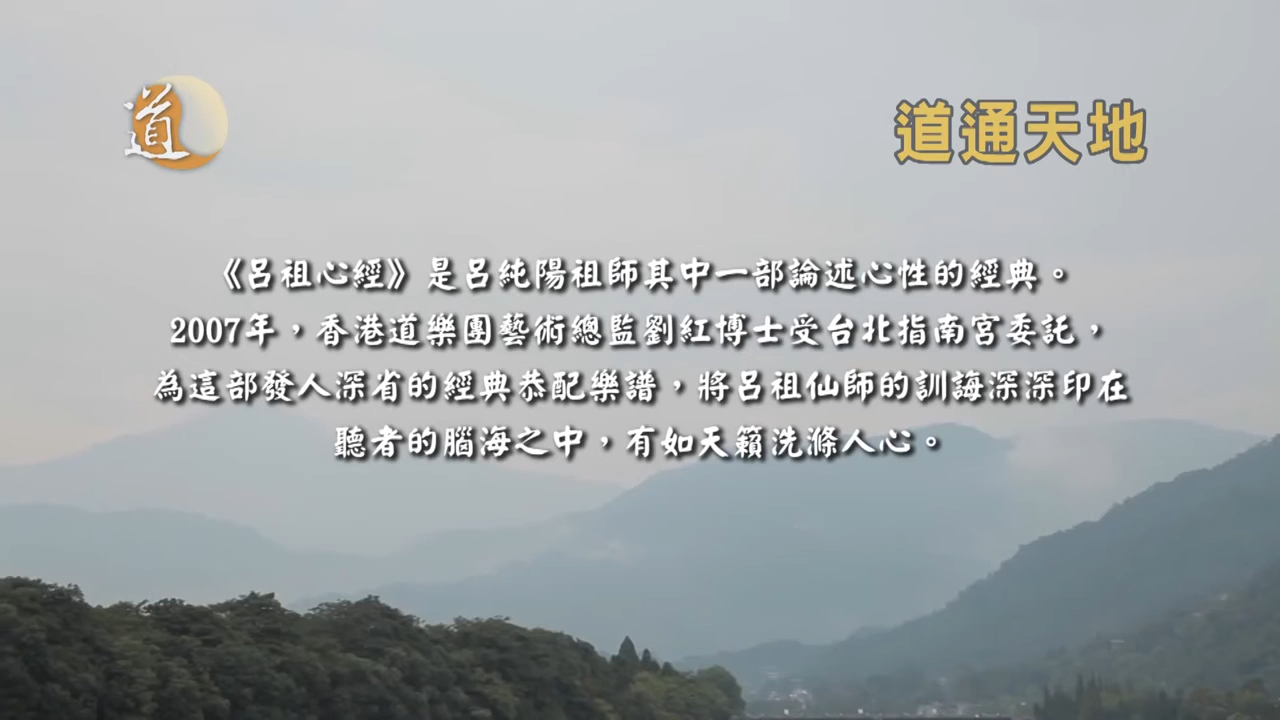 道
道通天地
《呂祖心經》是呂純陽祖師其中一部論述心性的經典。
2007年，香港道樂團藝術總監劉紅博士受台北指南宮委託，
為這部發人深省的經典恭配樂譜，將呂祖仙師的訓誨深深印在
聽者的腦海之中，有如天籟洗滌人心。